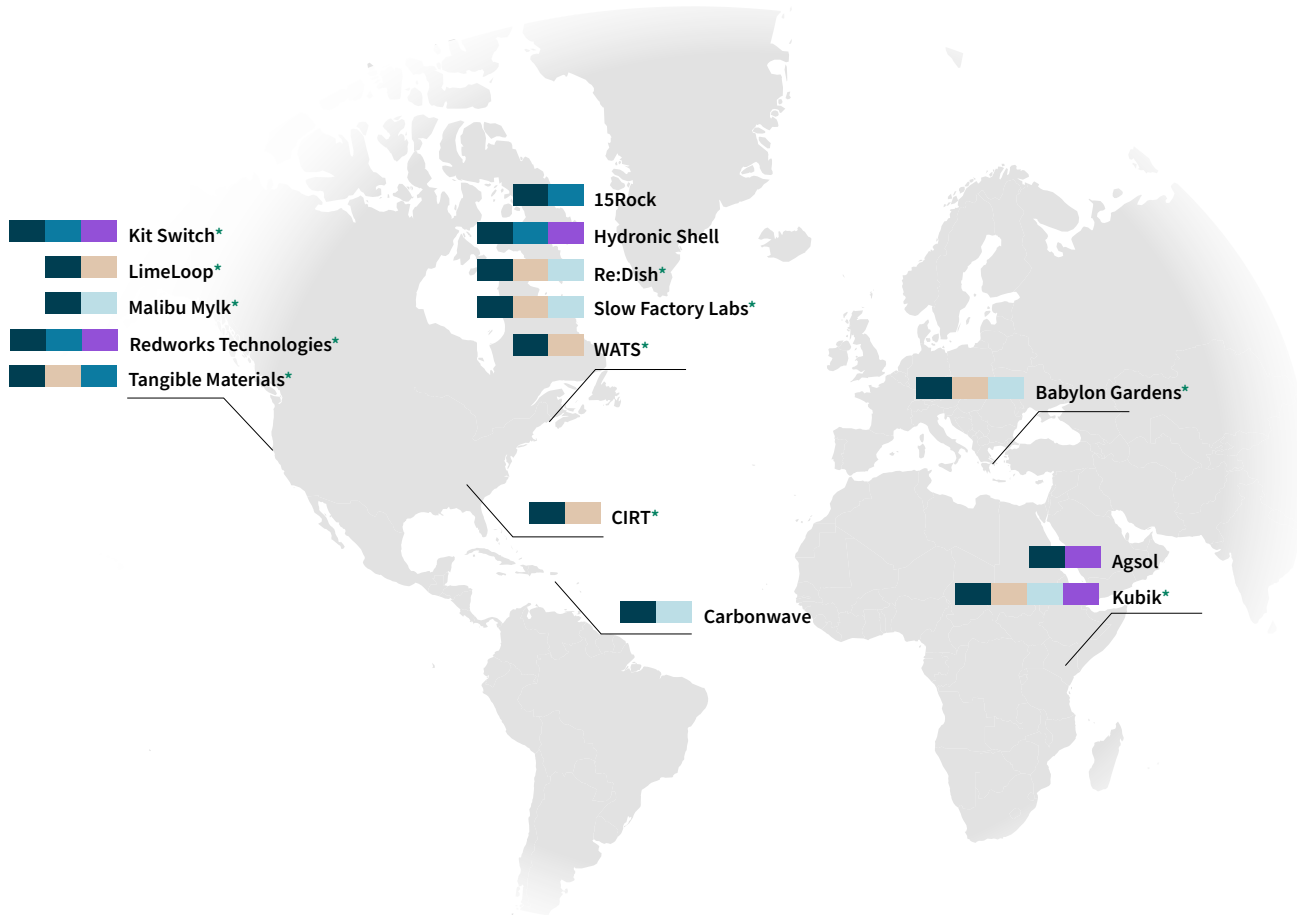 Kit Switch*
LimeLoop*
Malibu Mylk*
Redworks Technologies*
Tangible Materials*
15Rock
Hydronic Shell
Re:Dish*
Slow Factory Labs*
WATS*
CIRT*
Carbonwave
Babylon Gardens*
Agsol
Kubik*